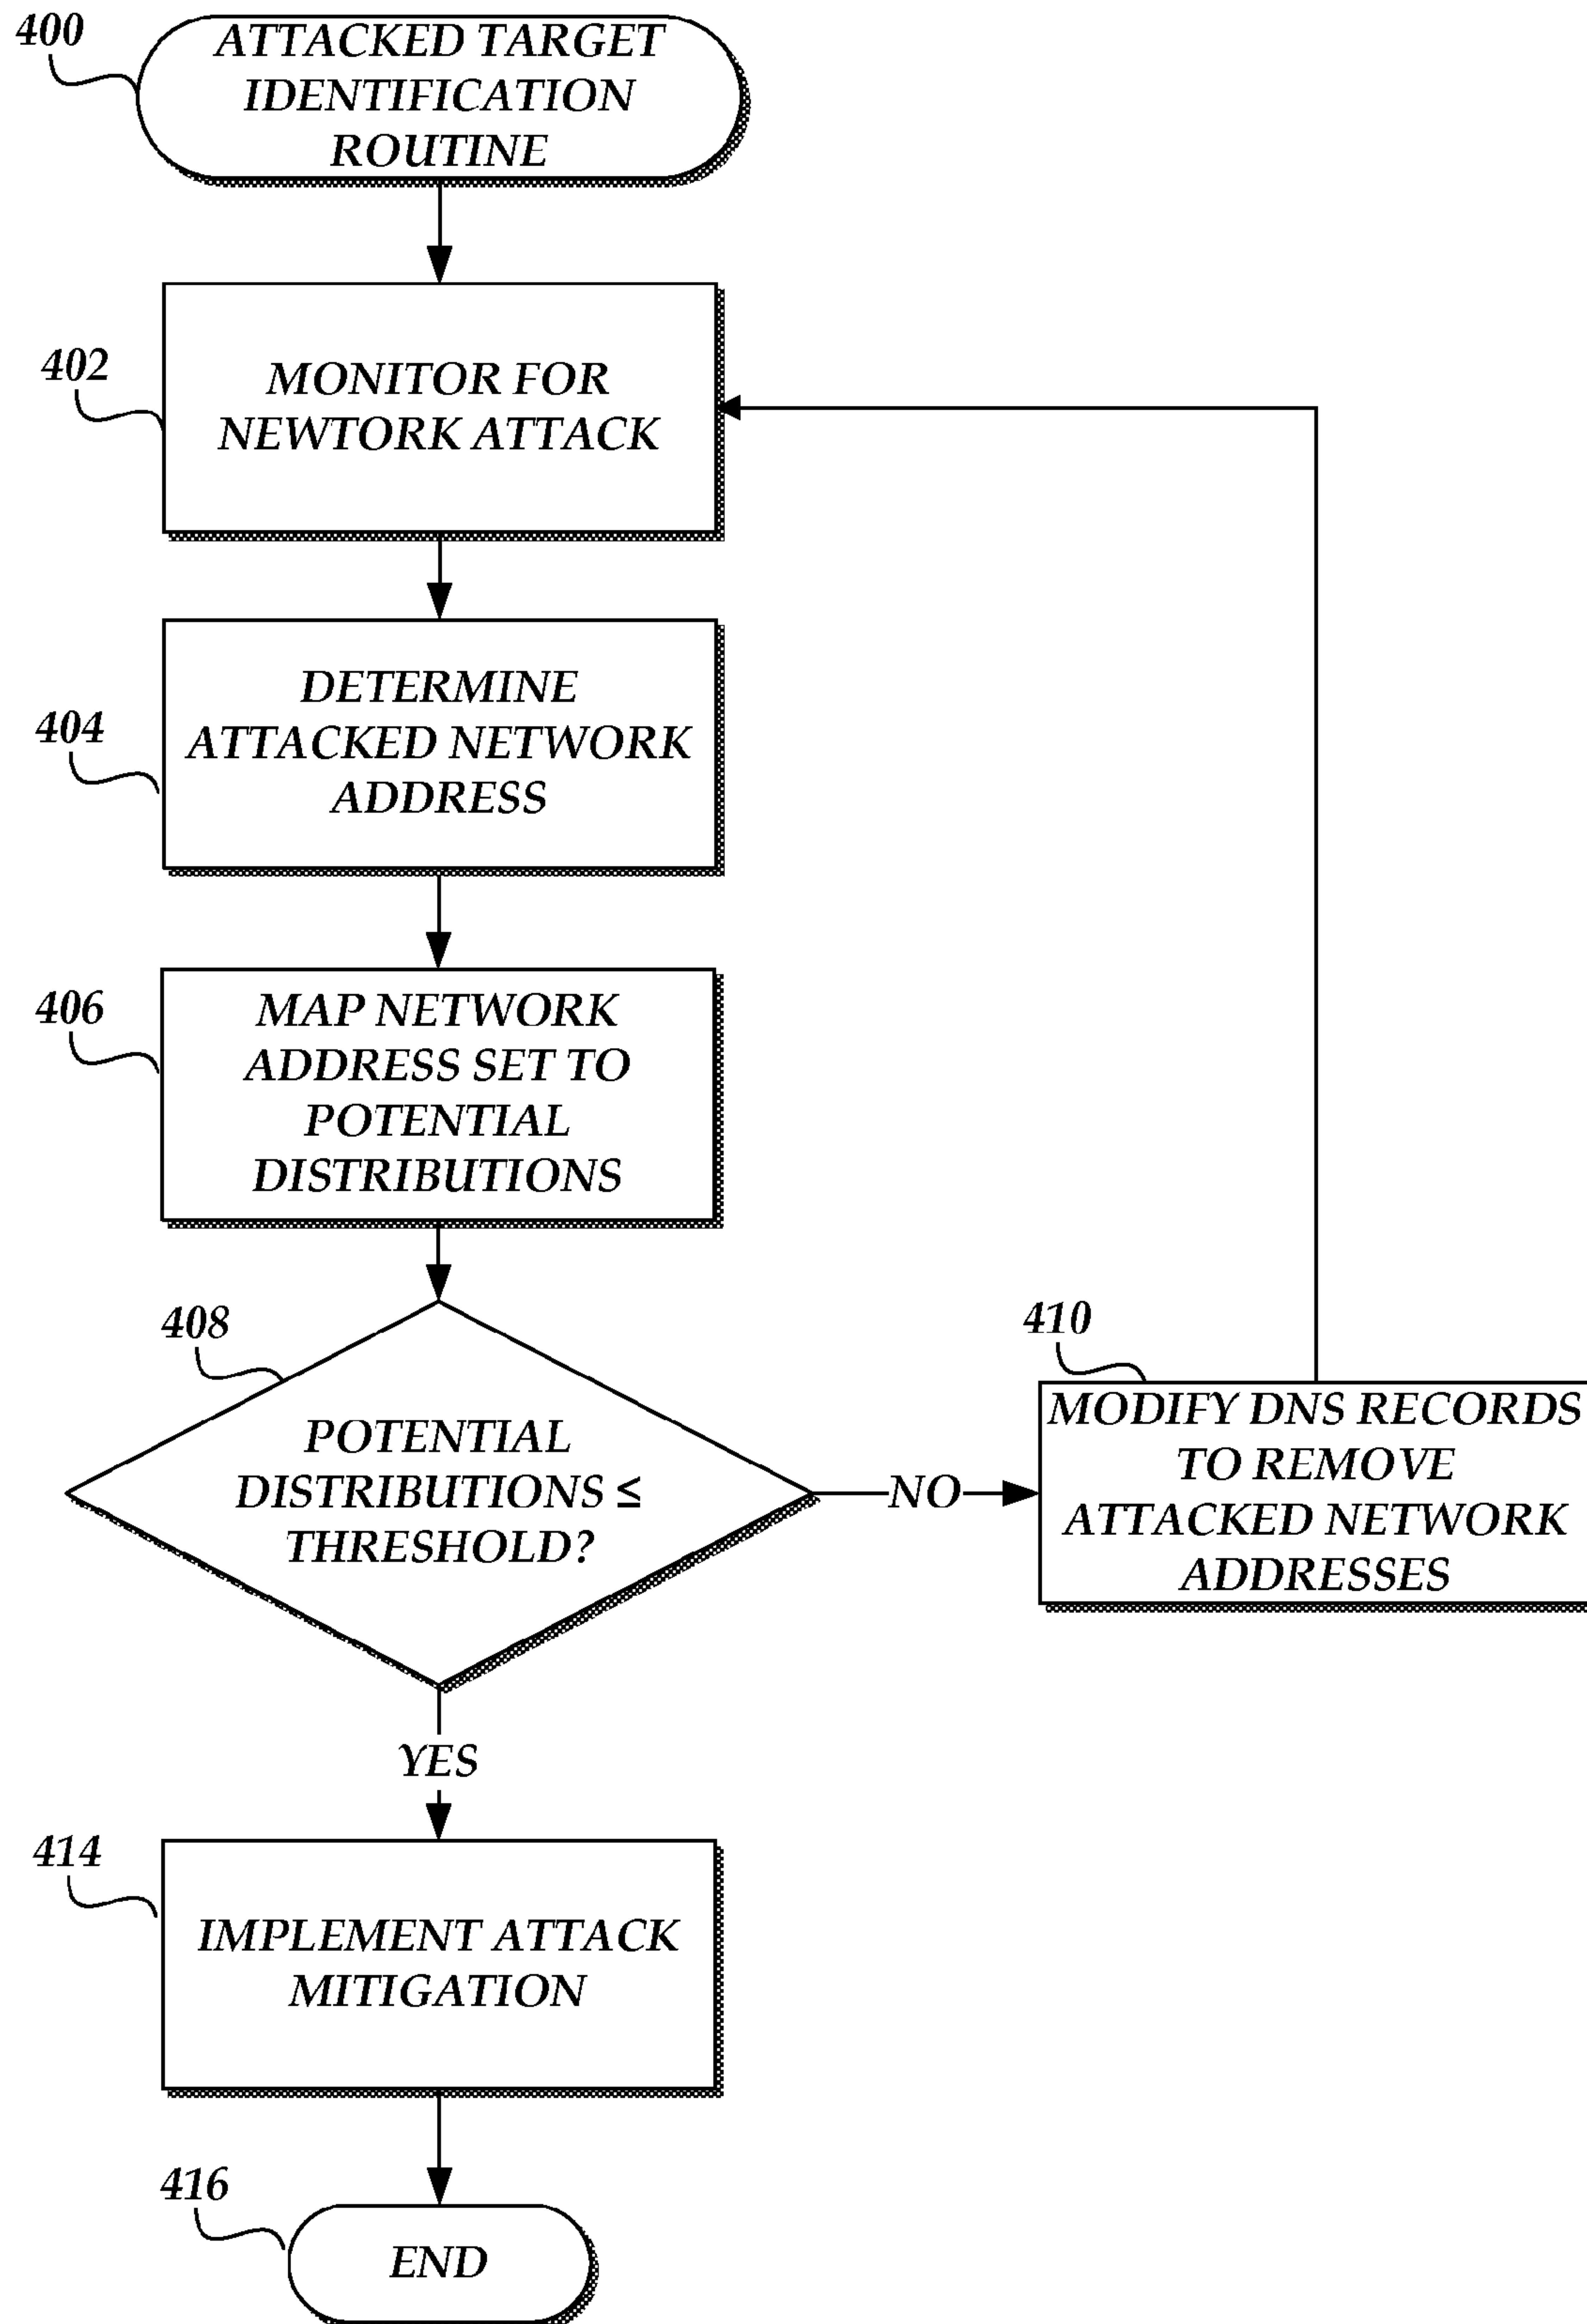 400
ATTACKED TARGET
IDENTIFICATION
ROUTINE
402
MONITOR FOR
NEWTORK ATTACK
404
DETERMINE
ATTACKED NETWORK
ADDRESS
406
MAP NETWORK
ADDRESS SET TO
POTENTIAL
DISTRIBUTIONS
408
POTENTIAL
DISTRIBUTIONS ≤
THRESHOLD?
NO
410
MODIFY DNS RECORDS
TO REMOVE
ATTACKED NETWORK
ADDRESSES
YES
414
IMPLEMENT ATTACK
MITIGATION
416
END